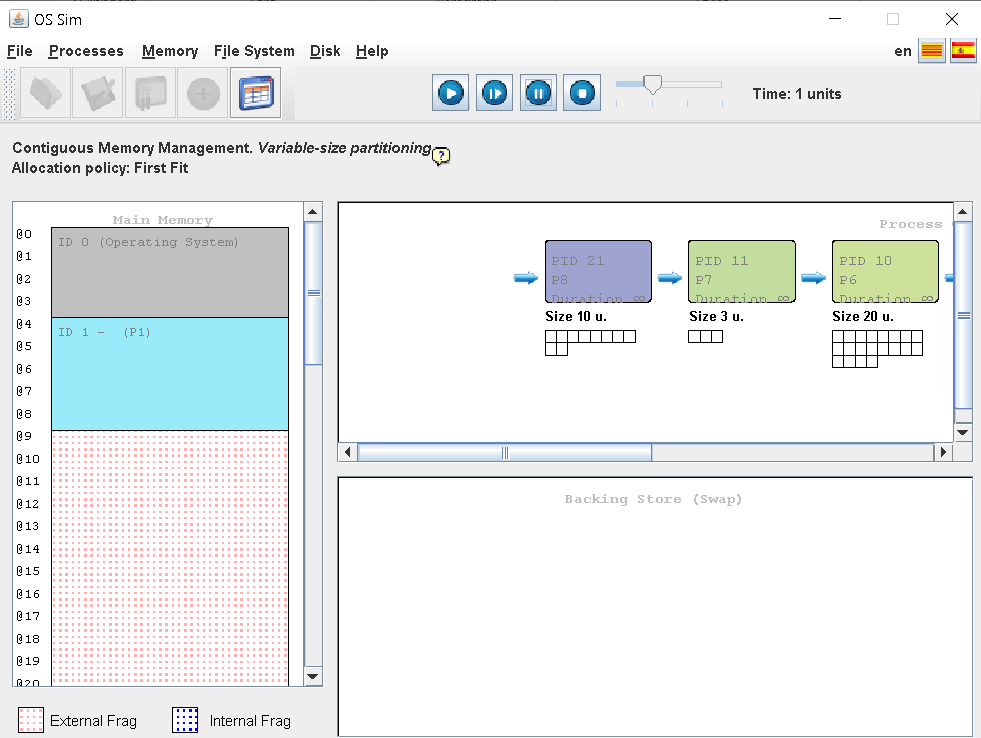 OS Sim
File Processes Memory File System Disk Help
en
Time: 1 units
Contiguous Memory Management. Variable-size partitioning
?
Allocation policy: First Fit
Main Memory
@0
ID 0 (Operating System)
@1
@2
@3
@4
ID 1 - (P1)
@5
@6
@7
@8
@9
@10
@11
@12
@13
@14
@15
@16
@17
@18
@19
@20
External Frag
Internal Frag
Process
PID 21
P8
Duration ∞
Size 10 u.
PID 11
P7
Duration ∞
Size 3 u.
PID 10
P6
Duration ∞
Size 20 u.
Backing Store (Swap)